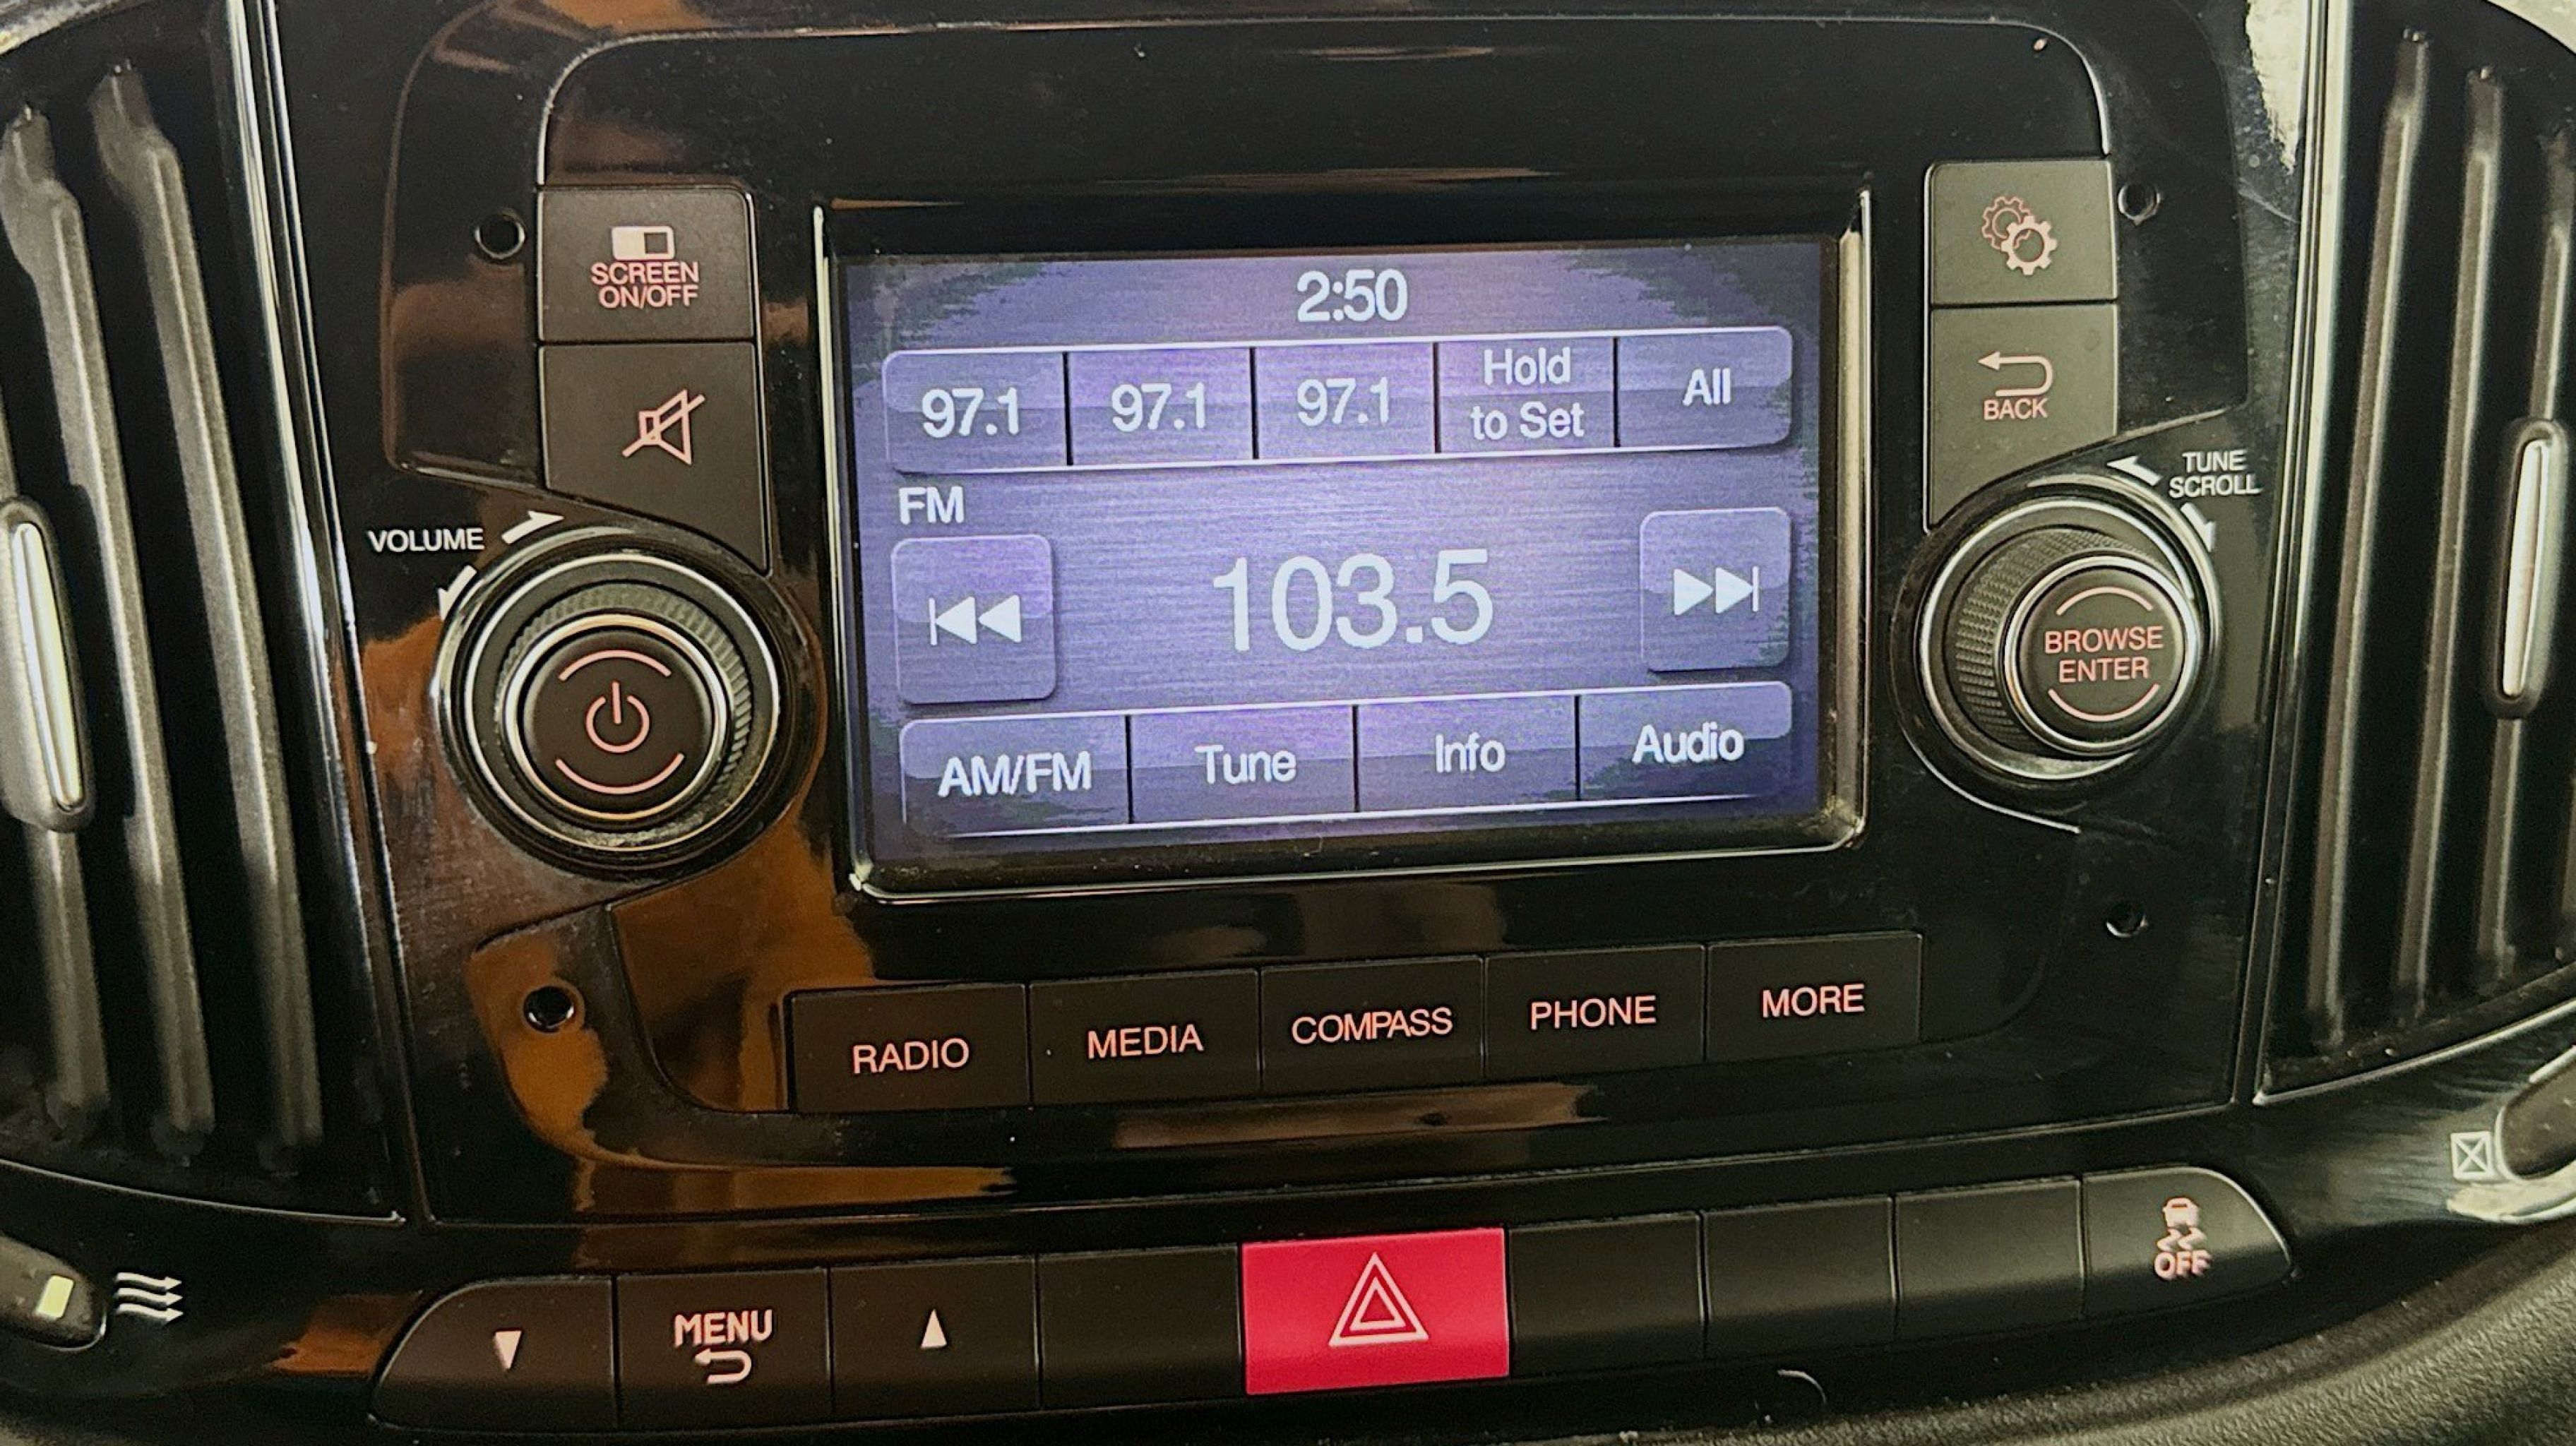 SCREEN
ON/OFF
VOLUME
2:50
97.1 97.1 97.1 Hold to Set All
FM
103.5
AM/FM Tune Info Audio
BACK
TUNE
SCROLL
BROWSE
ENTER
RADIO MEDIA COMPASS PHONE MORE
MENU
OFF